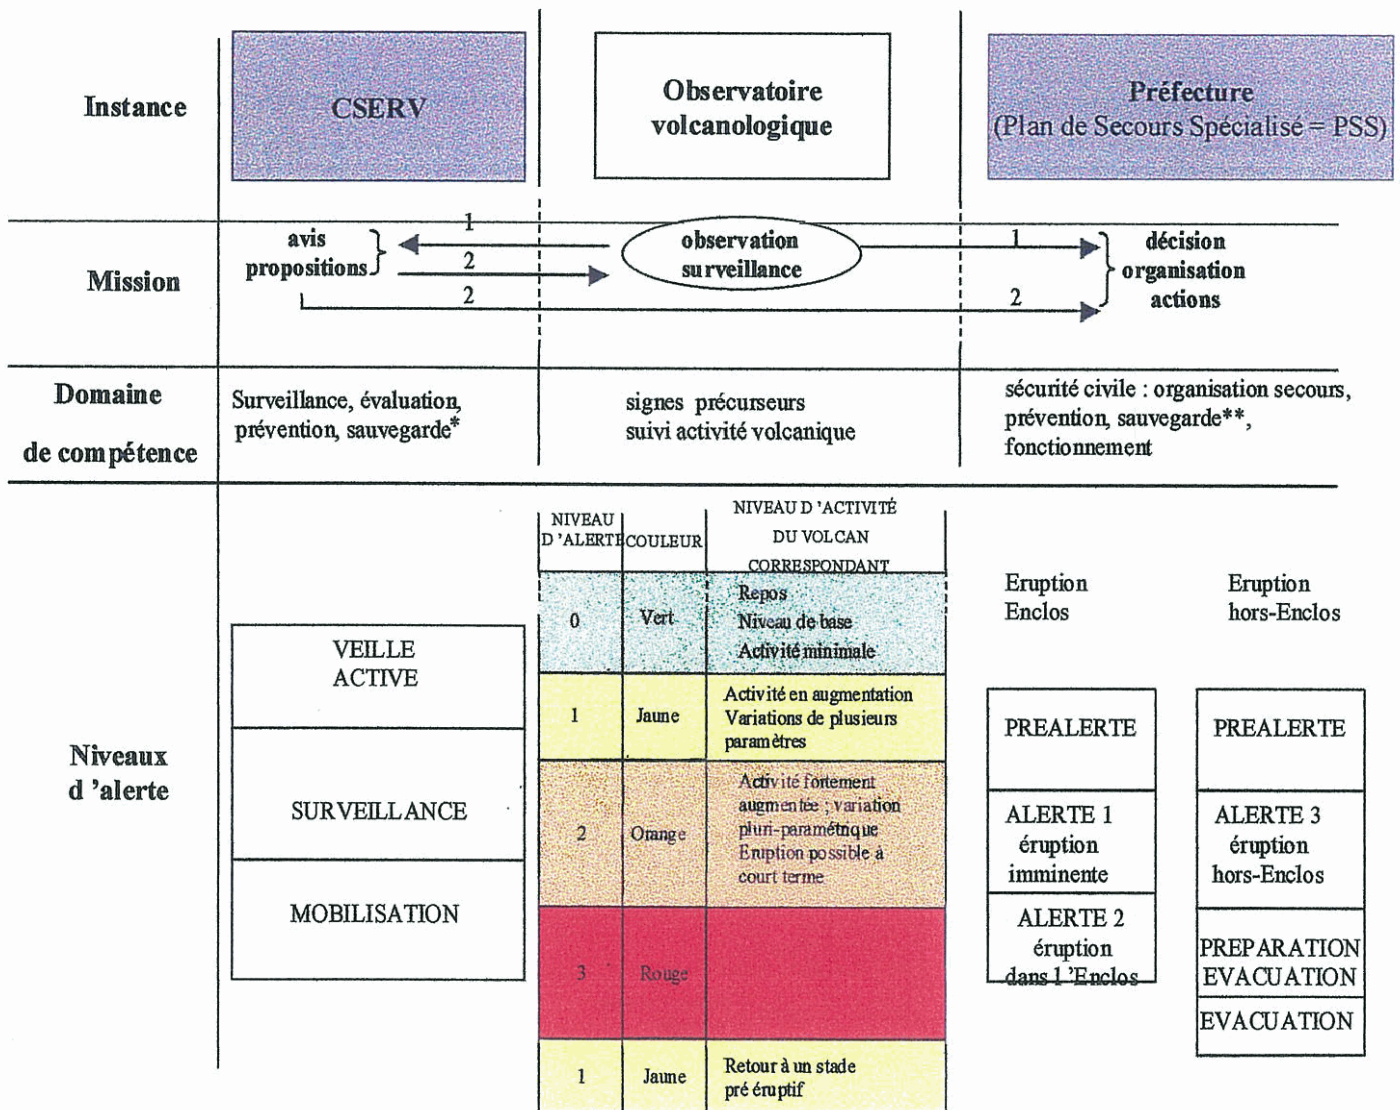 Instance
CSERV
Observatoire
volcanologique
Préfecture
(Plan de Secours Spécialisé = PSS)
Mission
avis
propositions
1
2
2
observation
surveillance
1
2
décision
organisation
actions
Domaine
de compétence
Surveillance, évaluation,
prévention, sauvegarde*
signes précurseurs
suivi activité volcanique
sécurité civile : organisation secours,
prévention, sauvegarde**,
fonctionnement
Niveaux
d 'alerte
VEILLE
ACTIVE
SURVEILLANCE
MOBILISATION
NIVEAU
D 'ALERTE
COULEUR
NIVEAU D 'ACTIVITÉ
DU VOLCAN
CORRESPONDANT
0
Vert
Repos
Niveau de base
Activité minimale
1
Jaune
Activité en augmentation
Variations de plusieurs
paramètres
2
Orange
Activité fortement
augmentée ; variation
pluri-paramétrique
Eruption possible à
court terme
3
Rouge
1
Jaune
Retour à un stade
pré éruptif
Eruption
Enclos
PREALERTE
ALERTE 1
éruption
imminente
ALERTE 2
éruption
dans l 'Enclos
Eruption
hors-Enclos
PREALERTE
ALERTE 3
éruption
hors-Enclos
PREPARATION
EVACUATION
EVACUATION